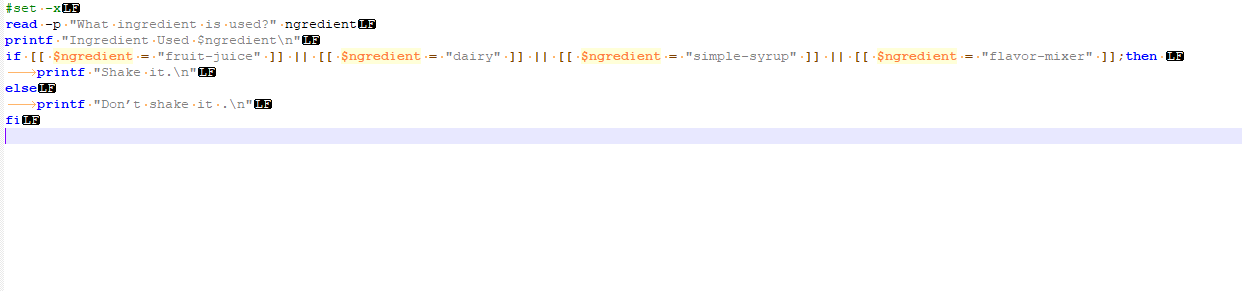 #set -xLF
read -p "What ingredient is used?" ngredientLF
printf "Ingredient Used $ngredient\n"LF
if [[ $ngredient = "fruit-juice" ]] || [[ $ngredient = "dairy" ]] || [[ $ngredient = "simple-syrup" ]] || [[ $ngredient = "flavor-mixer" ]];then LF
	printf "Shake it.\n"LF
elseLF
	printf "Don’t shake it .\n"LF
fiLF